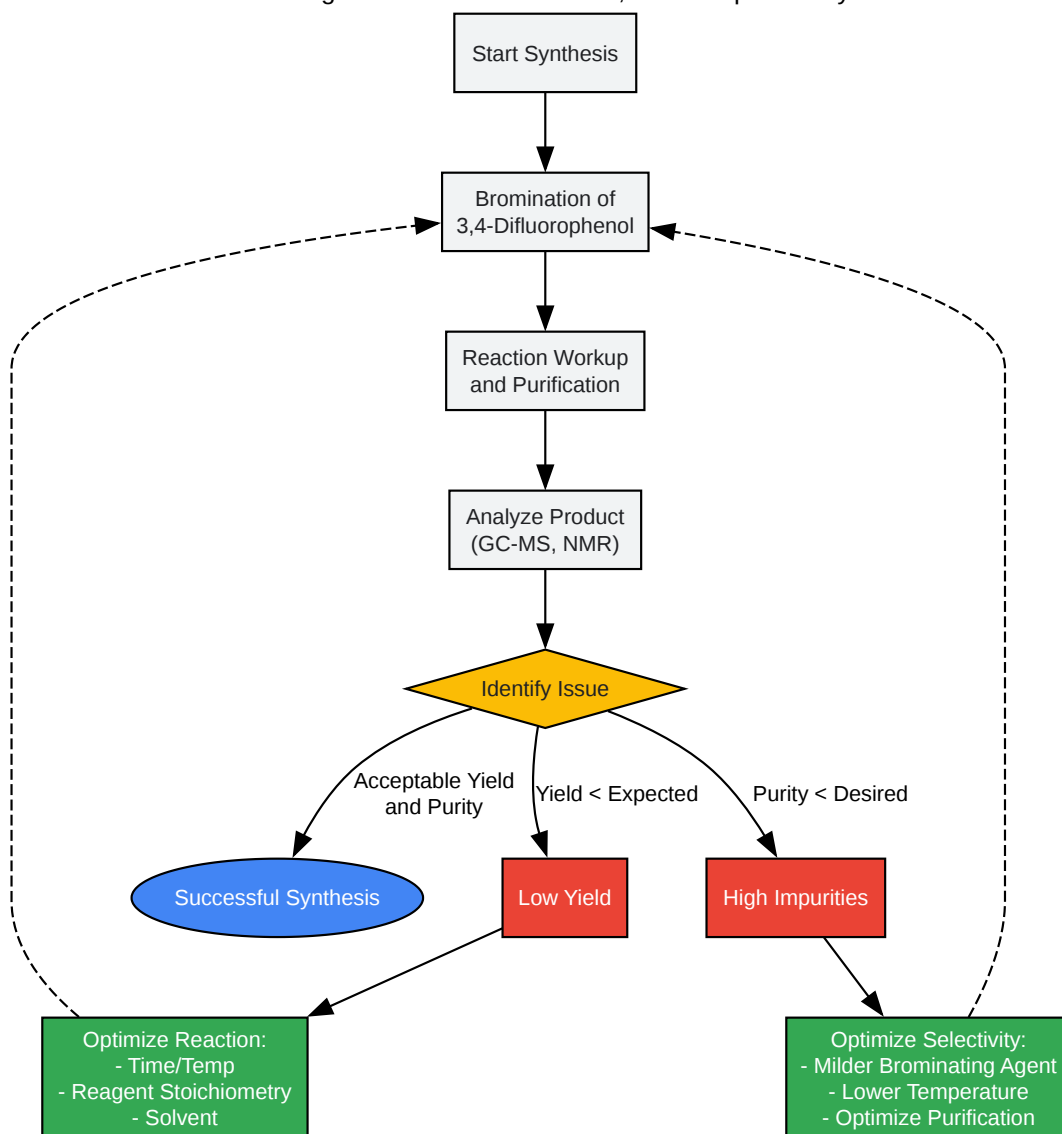 Start Synthesis
Bromination of
3,4-Difluorophenol
Reaction Workup
and Purification
Analyze Product
(GC-MS, NMR)
Identify Issue
Acceptable Yield
and Purity
Yield < Expected
Purity < Desired
Successful Synthesis
Low Yield
High Impurities
Optimize Reaction:
- Time/Temp
- Reagent Stoichiometry
- Solvent
Optimize Selectivity:
- Milder Brominating Agent
- Lower Temperature
- Optimize Purification